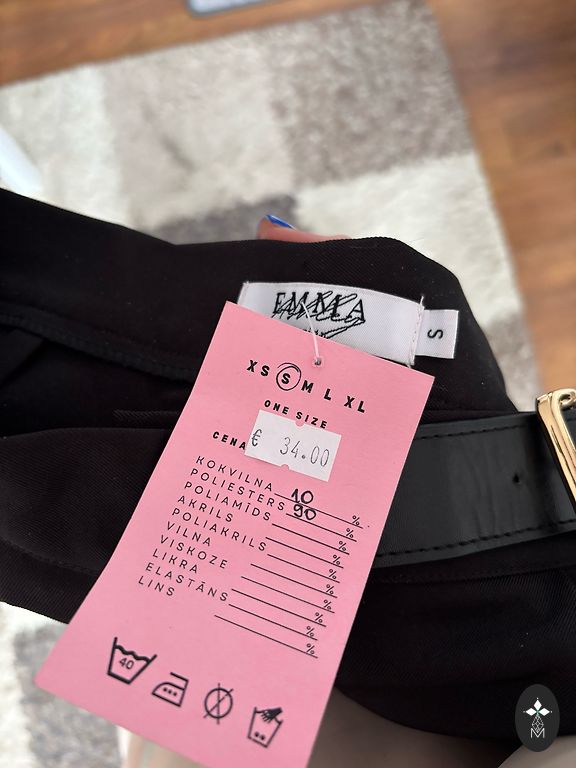 EMMA
S
XS S M L XL
ONE SIZE
CENA € 34.00
KOKVILNA 10 %
POLIESTERS 90 %
POLIAMĪDS %
AKRILS %
POLIAKRILS %
VILNA %
VISKOZE %
LIKRA %
ELASTĀNS %
LINS %
40
M